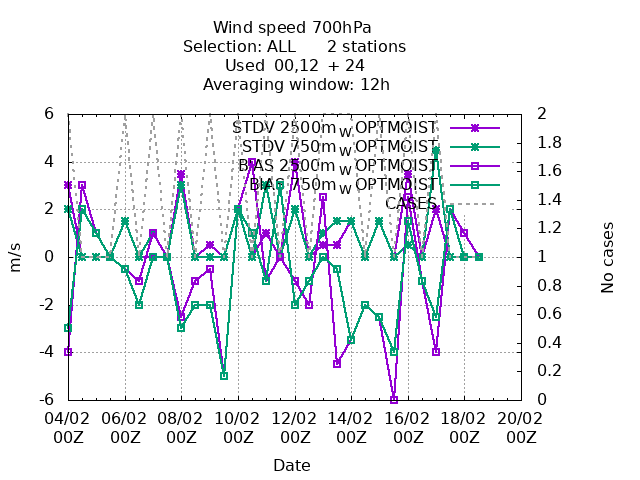 Wind speed 700hPa
Selection: ALL 2 stations
Used 00,12 + 24
Averaging window: 12h
STDV 2500m W OPTMOIST
STDV 750m W OPTMOIST
BIAS 2500m W OPTMOIST
BIAS 750m W OPTMOIST
CASES
6
4
2
0
-2
-4
-6
m/s
2
1.8
1.6
1.4
1.2
1
0.8
0.6
0.4
0.2
0
No cases
04/02 06/02 08/02 10/02 12/02 14/02 16/02 18/02 20/02
00Z 00Z 00Z 00Z 00Z 00Z 00Z 00Z 00Z
Date